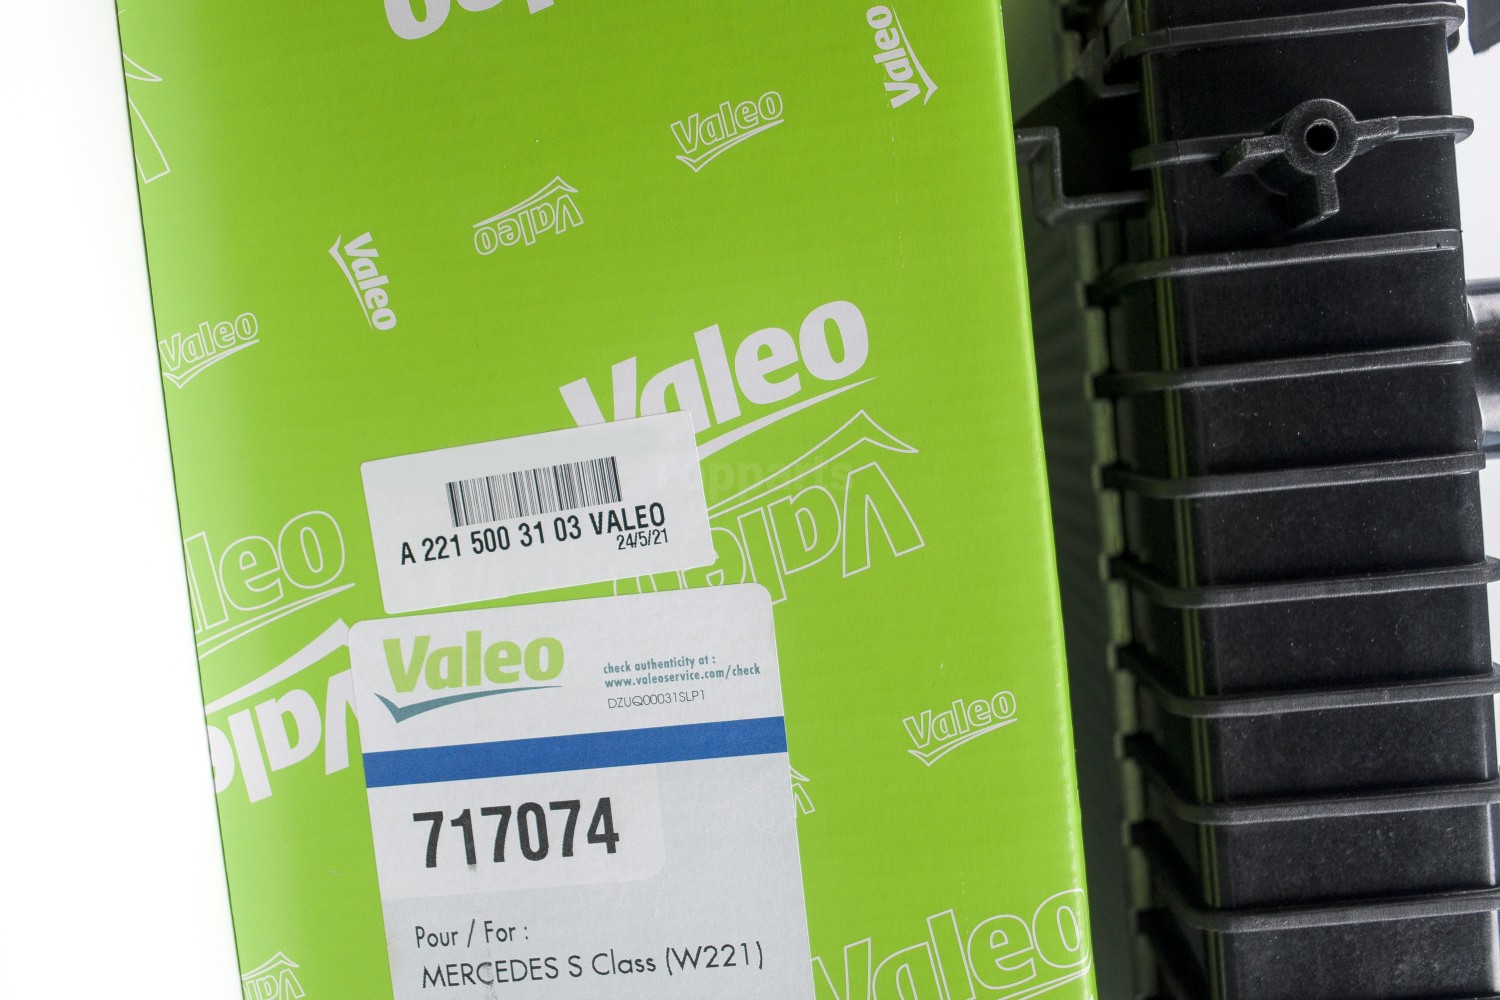 Valeo
Valeo
Valeo
Valeo
Valeo
Valeo
Valeo
A 221 500 31 03 VALEO
24/5/21
Valeo
Valeo
Valeo
check authenticity at :
www.valeoservice.com/check
DZUQ00031SLP1
Valeo
Valeo
717074
Pour / For :
MERCEDES S Class (W221)
Valeo